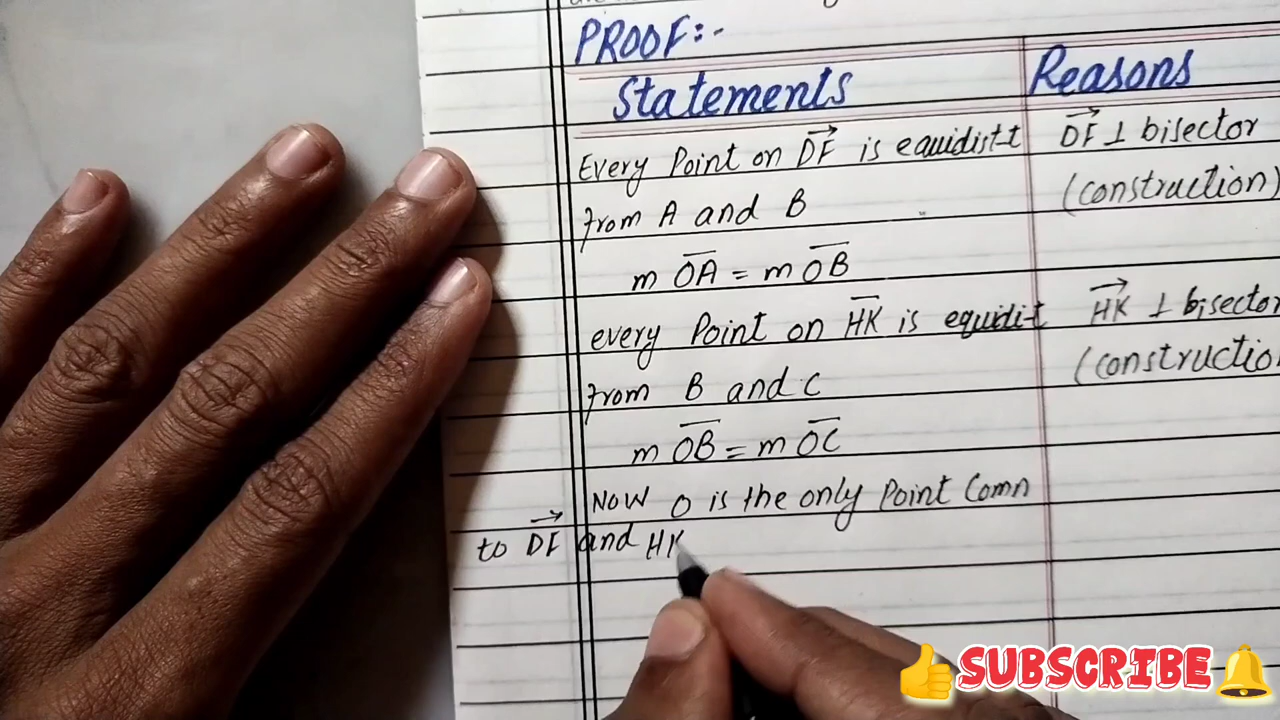 PROOF:-
Statements Reasons
Every Point on DF is equidist-t DF ⊥ bisector
from A and B (construction)
m OA = m OB
every Point on HK is equidi-t HK ⊥ bisector
from B and C (constructio
m OB = m OC
Now O is the only Point Comn
to DF and HK
SUBSCRIBE